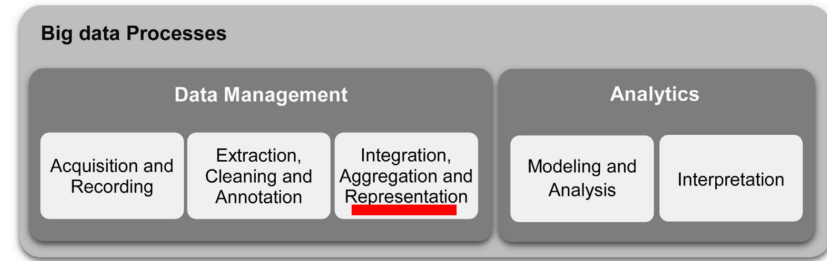 Big data Processes
Data Management
Analytics
Acquisition and
Recording
Extraction,
Cleaning and
Annotation
Integration,
Aggregation and
Representation
Modeling and
Analysis
Interpretation